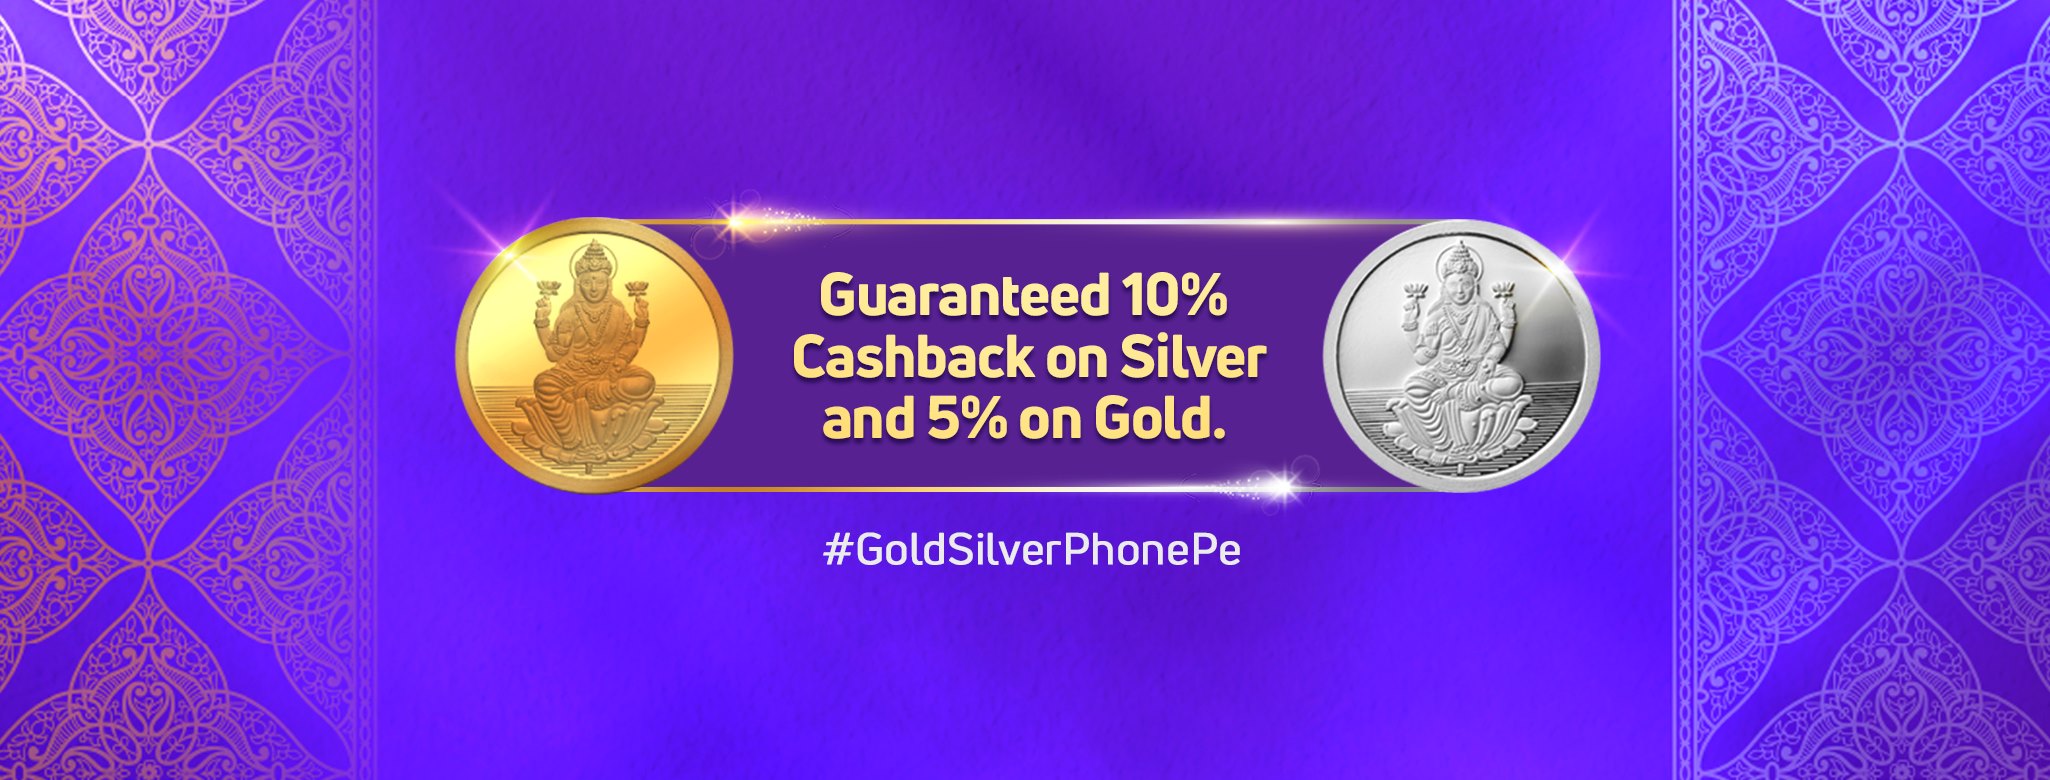 Guaranteed 10%
Cashback on Silver
and 5% on Gold.
#GoldSilverPhonePe